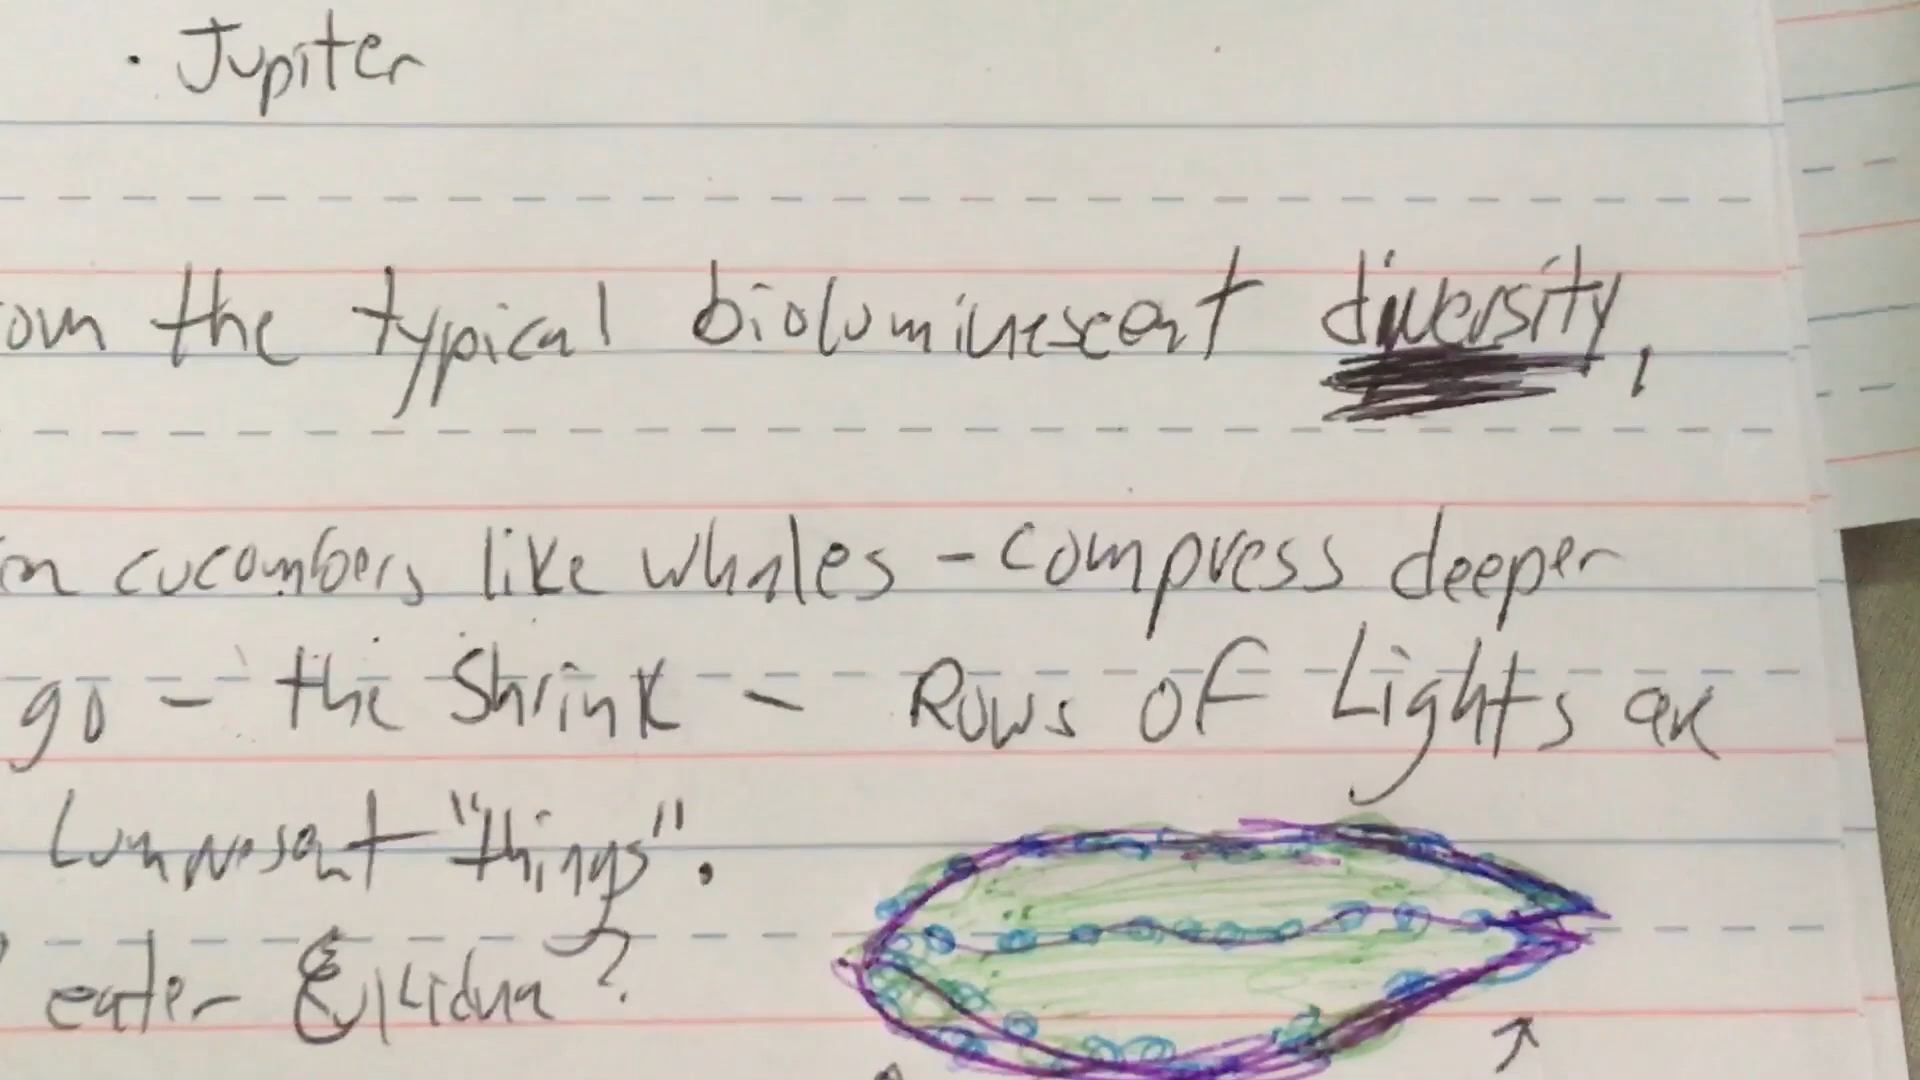 · Jupiter
om the typical bioluminescent diversity,
cucumbers like whales - compress deeper
go - the Shrink - Rows of Lights are
"things".
eater